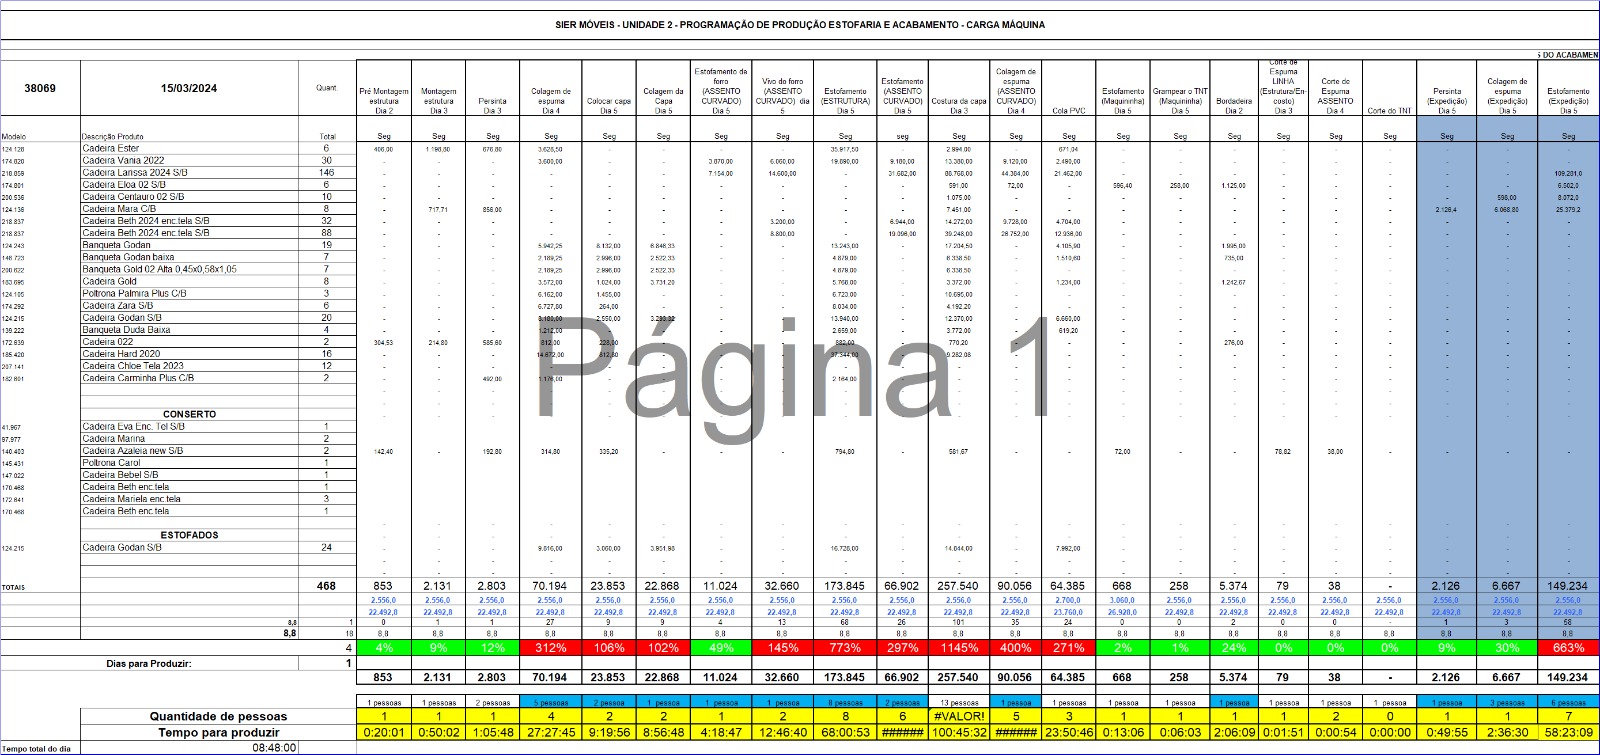 SIER MÓVEIS - UNIDADE 2 - PROGRAMAÇÃO DE PRODUÇÃO ESTOFARIA E ACABAMENTO - CARGA MÁQUINA
S DO ACABAMEN
38069 15/03/2024 Quant. Pré Montagem estrutura Dia 2 Montagem estrutura Dia 3 Persinta Dia 3 Colagem de espuma Dia 4 Colocar capa Dia 5 Colagem da Capa Dia 5 Estofamento de forro (ASSENTO CURVADO) Dia 5 Vivo do forro (ASSENTO CURVADO) dia 5 Estofamento (ESTRUTURA) Dia 5 Estofamento (ASSENTO CURVADO) Dia 5 Costura da capa Dia 3 Colagem de espuma (ASSENTO CURVADO) Dia 4 Cola PVC Estofamento (Maquininha) Dia 5 Grampear o TNT (Maquininha) Dia 5 Bordadeira Dia 2 Corte de Espuma LINHA (Estrutura/Encosto) Dia 3 Corte de Espuma ASSENTO Dia 4 Corte do TNT Persinta (Expedição) Dia 5 Colagem de espuma (Expedição) Dia 5 Estofamento (Expedição) Dia 5
Modelo Descrição Produto Total Seg Seg Seg Seg Seg Seg Seg Seg Seg seg Seg Seg Seg Seg Seg Seg Seg Seg Seg Seg Seg Seg
124.128 Cadeira Ester 6 466,00 1.198,80 676,80 3.628,50 - - - - 35.917,50 - 2.994,00 - 671,04 - - - - - - - - -
174.820 Cadeira Vania 2022 30 - - - 3.600,00 - - 3.870,00 6.060,00 19.890,00 9.180,00 13.380,00 9.120,00 2.490,00 - - - - - - - - -
218.859 Cadeira Larissa 2024 S/B 146 - - - - - - 7.154,00 14.600,00 - 31.682,00 88.768,00 44.384,00 21.462,00 - - - - - - - - 109.281,0
174.801 Cadeira Eloa 02 S/B 6 - - - - - - - - - - 591,00 72,00 - 596,40 258,00 1.125,00 - - - - - 6.502,0
200.536 Cadeira Centauro 02 S/B 10 - - - - - - - - - - 1.075,00 - - - - - - - - - 598,00 8.072,0
124.136 Cadeira Mara C/B 8 - 717,71 856,00 - - - - - - - 7.451,00 - - - - - - - - 2.126,4 6.068,80 25.379,2
218.837 Cadeira Beth 2024 enc.tela S/B 32 - - - - - - - 3.200,00 - 6.944,00 14.272,00 9.728,00 4.704,00 - - - - - - - - -
218.837 Cadeira Beth 2024 enc.tela S/B 88 - - - - - - - 8.800,00 - 19.096,00 39.248,00 26.752,00 12.936,00 - - - - - - - - -
124.243 Banqueta Godan 19 - - - 5.942,25 8.132,00 6.846,33 - - 13.243,00 - 17.204,50 - 4.105,90 - - 1.995,00 - - - - - -
146.723 Banqueta Godan baixa 7 - - - 2.189,25 2.996,00 2.522,33 - - 4.879,00 - 6.338,50 - 1.510,60 - - 735,00 - - - - - -
200.622 Banqueta Gold 02 Alta 0,45x0,58x1,05 7 - - - 2.189,25 2.996,00 2.522,33 - - 4.879,00 - 6.338,50 - - - - - - - - - - -
163.695 Cadeira Gold 8 - - - 3.572,00 1.024,00 3.731,20 - - 5.768,00 - 3.372,00 - 1.234,00 - - 1.242,67 - - - - - -
124.105 Poltrona Palmira Plus C/B 3 - - - 6.162,00 1.455,00 - - - 6.723,00 - 10.695,00 - - - - - - - - - - -
174.292 Cadeira Zara S/B 6 - - - 6.727,80 264,00 - - - 8.034,00 - 4.192,20 - - - - - - - - - - -
124.215 Cadeira Godan S/B 20 - - - 8.180,00 2.550,00 3.293,32 - - 13.940,00 - 12.370,00 - 6.660,00 - - - - - - - - -
139.222 Banqueta Duda Baixa 4 - - - 1.212,00 - - - - 2.659,00 - 3.772,00 - 619,20 - - - - - - - - -
172.639 Cadeira 022 2 304,53 214,80 585,60 812,00 228,00 - - - 882,00 - 770,20 - - - - 276,00 - - - - - -
185.420 Cadeira Hard 2020 16 - - - 14.672,00 612,80 - - - 37.344,00 - 9.282,08 - - - - - - - - - - -
207.141 Cadeira Chloe Tela 2023 12 - - - - - - - - - - - - - - - - - - - - - -
182.601 Cadeira Carminha Plus C/B 2 - - 492,00 1.176,00 - - - - 2.164,00 - - - - - - - - - - - - -
CONSERTO
41.967 Cadeira Eva Enc. Tel S/B 1
97.977 Cadeira Marina 2
140.403 Cadeira Azaleia new S/B 2 142,40 - 192,80 314,80 335,20 - - - 794,80 - 581,67 - - 72,00 - - 78,82 38,00 - - - -
145.431 Poltrona Carol 1
147.022 Cadeira Bebel S/B 1
170.468 Cadeira Beth enc.tela 1
172.641 Cadeira Mariela enc.tela 3
170.468 Cadeira Beth enc.tela 1
ESTOFADOS
124.215 Cadeira Godan S/B 24 - - - 9.816,00 3.060,00 3.951,98 - - 16.728,00 - 14.844,00 - 7.992,00 - - - - - - - - -
TOTAIS 468 853 2.131 2.803 70.194 23.853 22.868 11.024 32.660 173.845 66.902 257.540 90.056 64.385 668 258 5.374 79 38 - 2.126 6.667 149.234
2.556,0 2.556,0 2.556,0 2.556,0 2.556,0 2.556,0 2.556,0 2.556,0 2.556,0 2.556,0 2.556,0 2.556,0 2.700,0 3.060,0 2.556,0 2.556,0 2.556,0 2.556,0 2.556,0 2.556,0 2.556,0 2.556,0
22.492,8 22.492,8 22.492,8 22.492,8 22.492,8 22.492,8 22.492,8 22.492,8 22.492,8 22.492,8 22.492,8 22.492,8 23.760,0 26.928,0 22.492,8 22.492,8 22.492,8 22.492,8 22.492,8 22.492,8 22.492,8 22.492,8
8,8 1 0 1 1 27 9 9 4 13 68 26 101 35 24 0 0 2 0 0 0 1 3 58
8,8 18 8,8 8,8 8,8 8,8 8,8 8,8 8,8 8,8 8,8 8,8 8,8 8,8 8,8 8,8 8,8 8,8 8,8 8,8 8,8 8,8 8,8 8,8
4 4% 9% 12% 312% 106% 102% 49% 145% 773% 297% 1145% 400% 271% 2% 1% 24% 0% 0% 0% 9% 30% 663%
Dias para Produzir: 1
853 2.131 2.803 70.194 23.853 22.868 11.024 32.660 173.845 66.902 257.540 90.056 64.385 668 258 5.374 79 38 - 2.126 6.667 149.234
1 pessoas 1 pessoas 2 pessoas 5 pessoas 2 pessoas 1 pessoas 1 pessoas 1 pessoas 8 pessoas 2 pessoas 13 pessoas 1 pessoas 1 pessoas 1 pessoas 1 pessoas 1 pessoas 1 pessoas 1 pessoas 1 pessoas 1 pessoas 3 pessoas 6 pessoas
Quantidade de pessoas 1 1 1 4 2 2 1 2 8 6 #VALOR! 5 3 1 1 1 1 2 0 1 1 7
Tempo para produzir 0:20:01 0:50:02 1:05:48 27:27:45 9:19:56 8:56:48 4:18:47 12:46:40 68:00:53 ###### 100:45:32 ###### 23:50:46 0:13:06 0:06:03 2:06:09 0:01:51 0:00:54 0:00:00 0:49:55 2:36:30 58:23:09
Tempo total do dia 08:48:00
Página 1